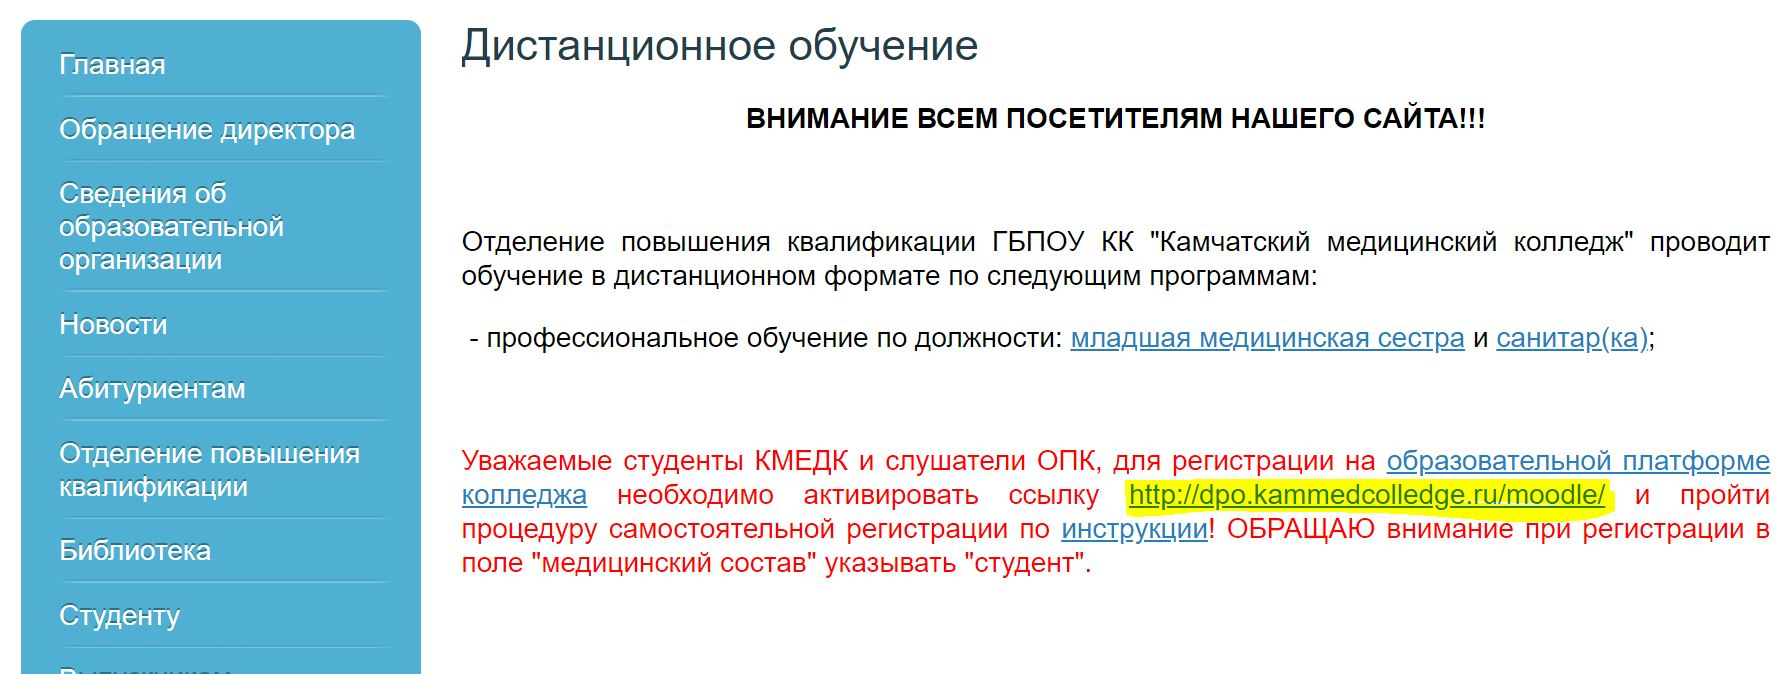 Главная
Обращение директора
Сведения об
образовательной
организации
Новости
Абитуриентам
Отделение повышения
квалификации
Библиотека
Студенту
Дистанционное обучение
ВНИМАНИЕ ВСЕМ ПОСЕТИТЕЛЯМ НАШЕГО САЙТА!!!
Отделение повышения квалификации ГБПОУ КК "Камчатский медицинский колледж" проводит
обучение в дистанционном формате по следующим программам:
- профессиональное обучение по должности: младшая медицинская сестра и санитар(ка);
Уважаемые студенты КМЕДК и слушатели ОПК, для регистрации на образовательной платформе
колледжа необходимо активировать ссылку http://dpo.kammedcolledge.ru/moodle/ и пройти
процедуру самостоятельной регистрации по инструкции! ОБРАЩАЮ внимание при регистрации в
поле "медицинский состав" указывать "студент".